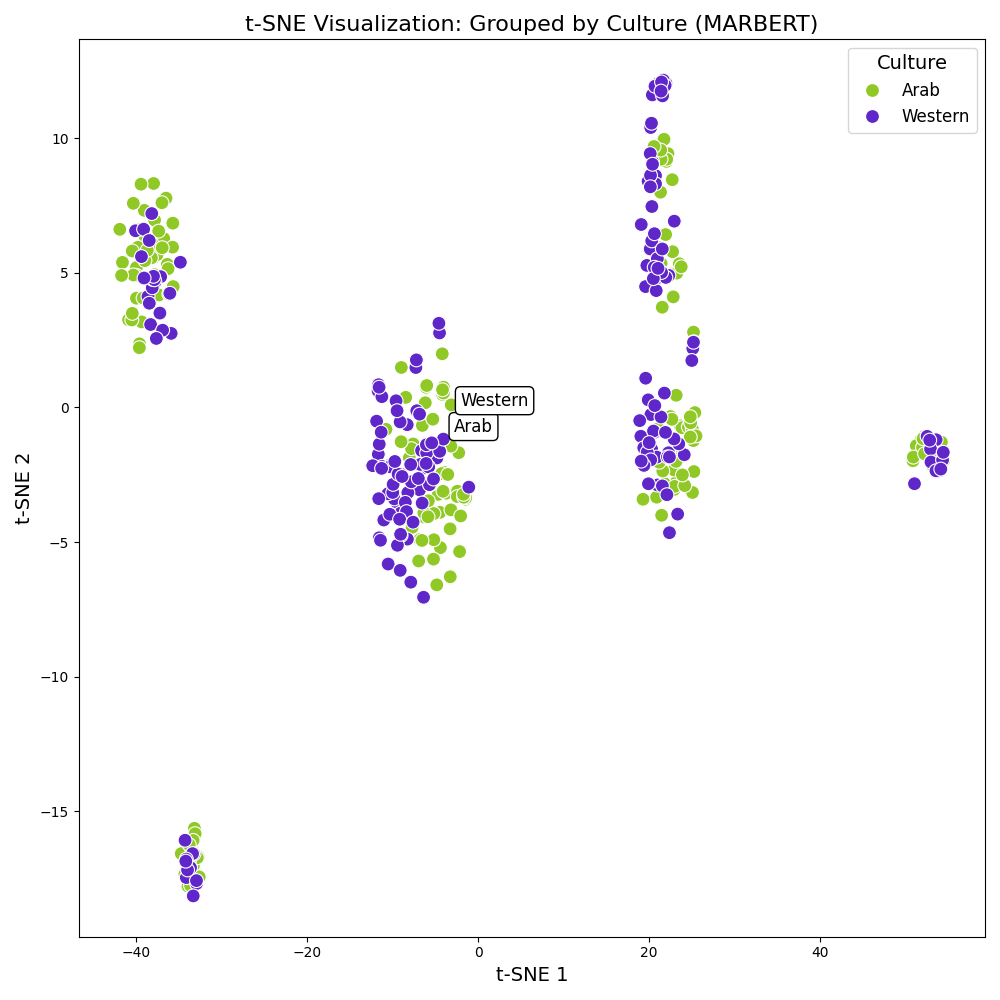 t-SNE Visualization: Grouped by Culture (MARBERT)
Culture
Arab
Western
Western
Arab
10
5
0
−5
−10
−15
t-SNE 2
−40
−20
0
20
40
t-SNE 1